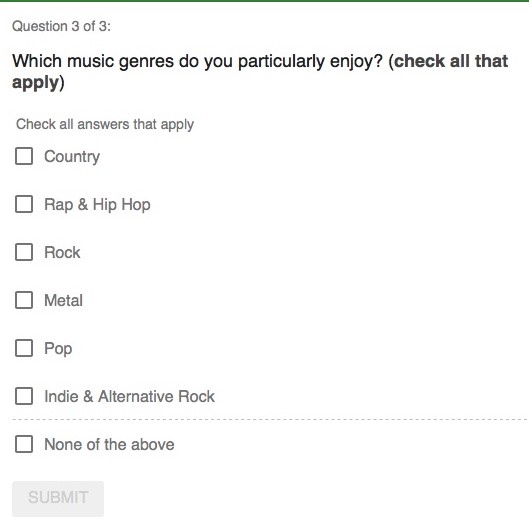 Question 3 of 3:
Which music genres do you particularly enjoy? (check all that
apply)
Check all answers that apply
Country
Rap & Hip Hop
Rock
Metal
Pop
Indie & Alternative Rock
None of the above
SUBMIT